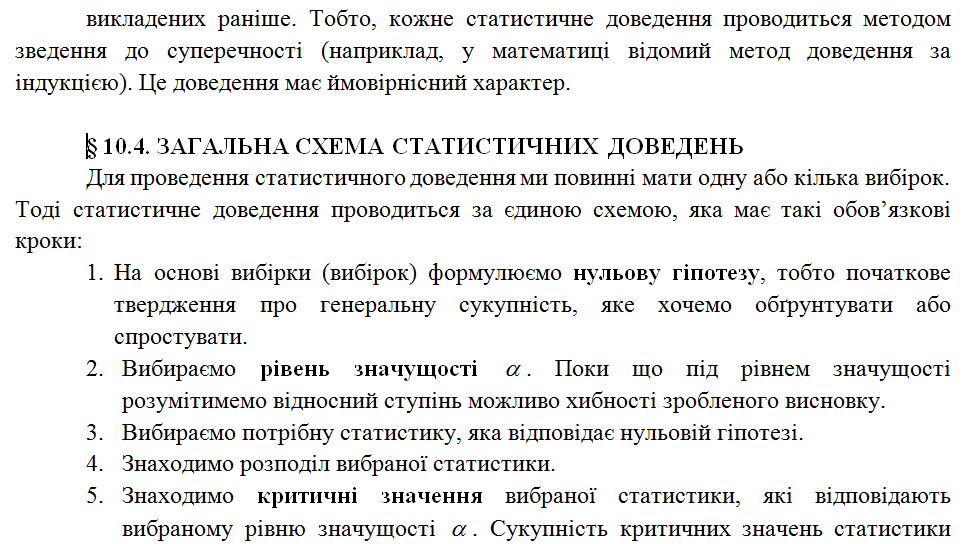 викладених раніше. Тобто, кожне статистичне доведення проводиться методом
зведення до суперечності (наприклад, у математиці відомий метод доведення за
індукцією). Це доведення має ймовірнісний характер.
§ 10.4. ЗАГАЛЬНА СХЕМА СТАТИСТИЧНИХ ДОВЕДЕНЬ
Для проведення статистичного доведення ми повинні мати одну або кілька вибірок.
Тоді статистичне доведення проводиться за єдиною схемою, яка має такі обов’язкові
кроки:
1. На основі вибірки (вибірок) формулюємо нульову гіпотезу, тобто початкове
твердження про генеральну сукупність, яке хочемо обґрунтувати або
спростувати.
2. Вибираємо рівень значущості α. Поки що під рівнем значущості
розумітимемо відносний ступінь можливо хибності зробленого висновку.
3. Вибираємо потрібну статистику, яка відповідає нульовій гіпотезі.
4. Знаходимо розподіл вибраної статистики.
5. Знаходимо критичні значення вибраної статистики, які відповідають
вибраному рівню значущості α. Сукупність критичних значень статистики